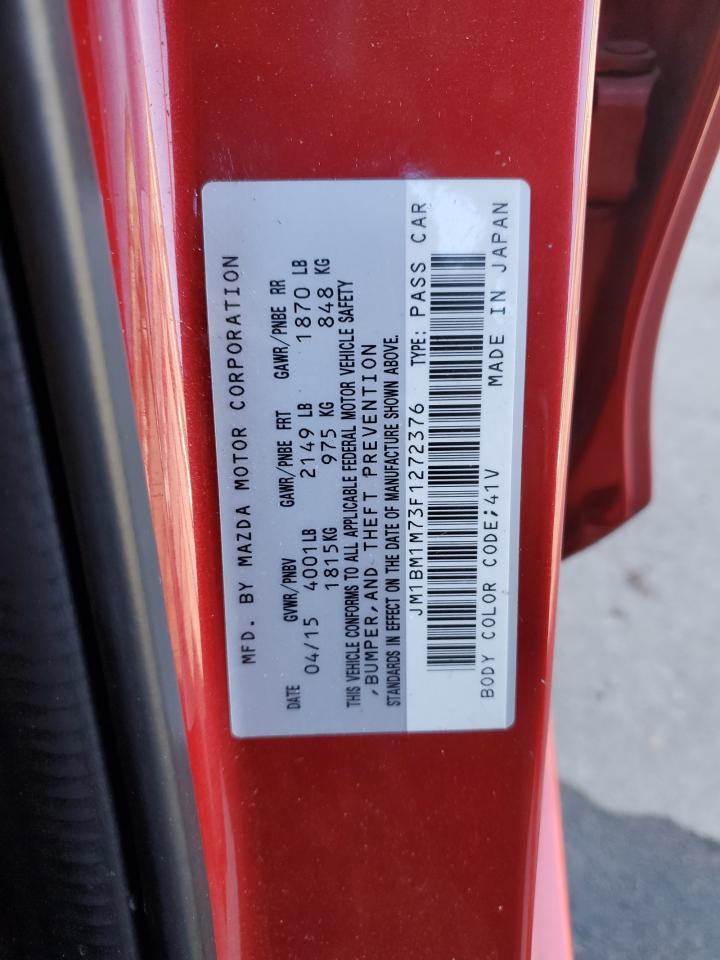 MFD. BY MAZDA MOTOR CORPORATION
DATE GVWR/PNBV GAWR/PNBE FRT GAWR/PNBE RR
04/15 4001LB 2149 LB 1870 LB
1815KG 975 KG 848 KG
THIS VEHICLE CONFORMS TO ALL APPLICABLE FEDERAL MOTOR VEHICLE SAFETY
,BUMPER,AND THEFT PREVENTION
STANDARDS IN EFFECT ON THE DATE OF MANUFACTURE SHOWN ABOVE.
JM1BM1M73F1272376 TYPE: PASS CAR
BODY COLOR CODE;41V MADE IN JAPAN